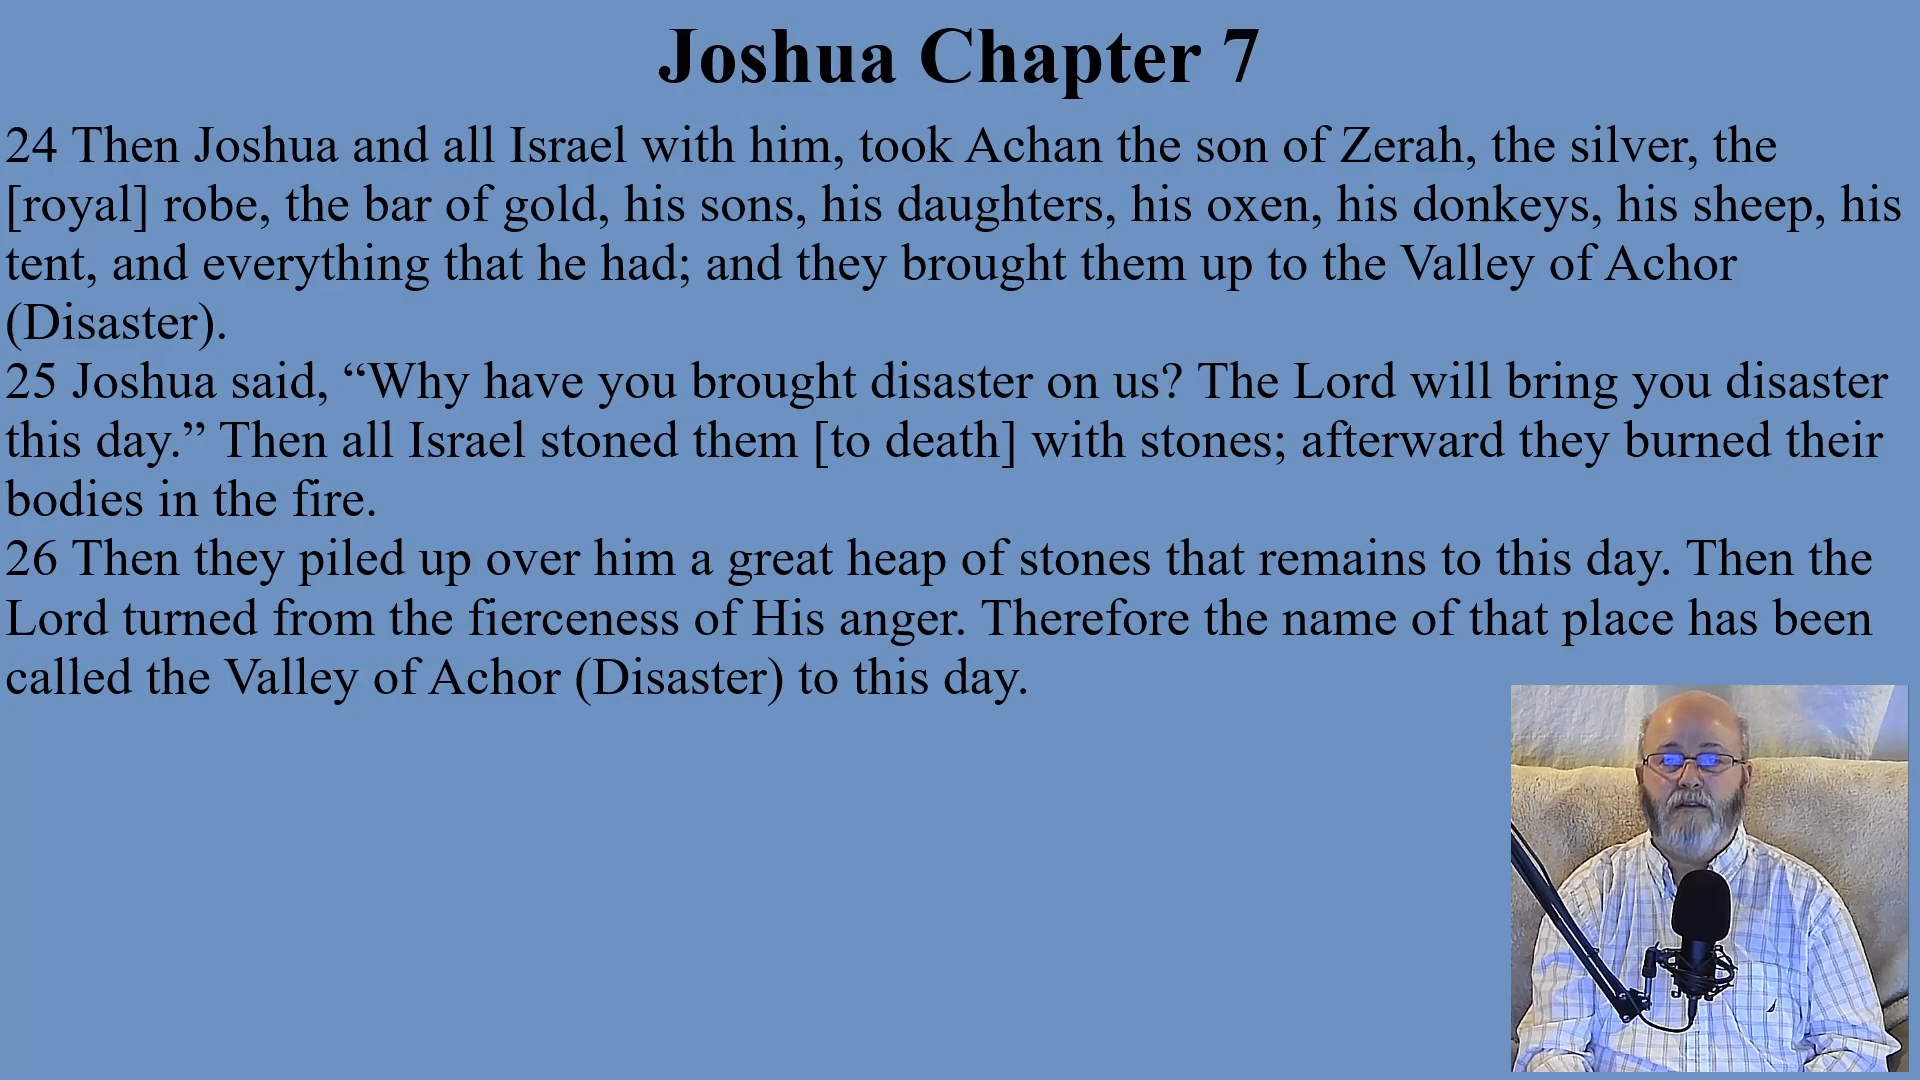 Joshua Chapter 7
24 Then Joshua and all Israel with him, took Achan the son of Zerah, the silver, the
[royal] robe, the bar of gold, his sons, his daughters, his oxen, his donkeys, his sheep, his
tent, and everything that he had; and they brought them up to the Valley of Achor
(Disaster).
25 Joshua said, “Why have you brought disaster on us? The Lord will bring you disaster
this day.” Then all Israel stoned them [to death] with stones; afterward they burned their
bodies in the fire.
26 Then they piled up over him a great heap of stones that remains to this day. Then the
Lord turned from the fierceness of His anger. Therefore the name of that place has been
called the Valley of Achor (Disaster) to this day.